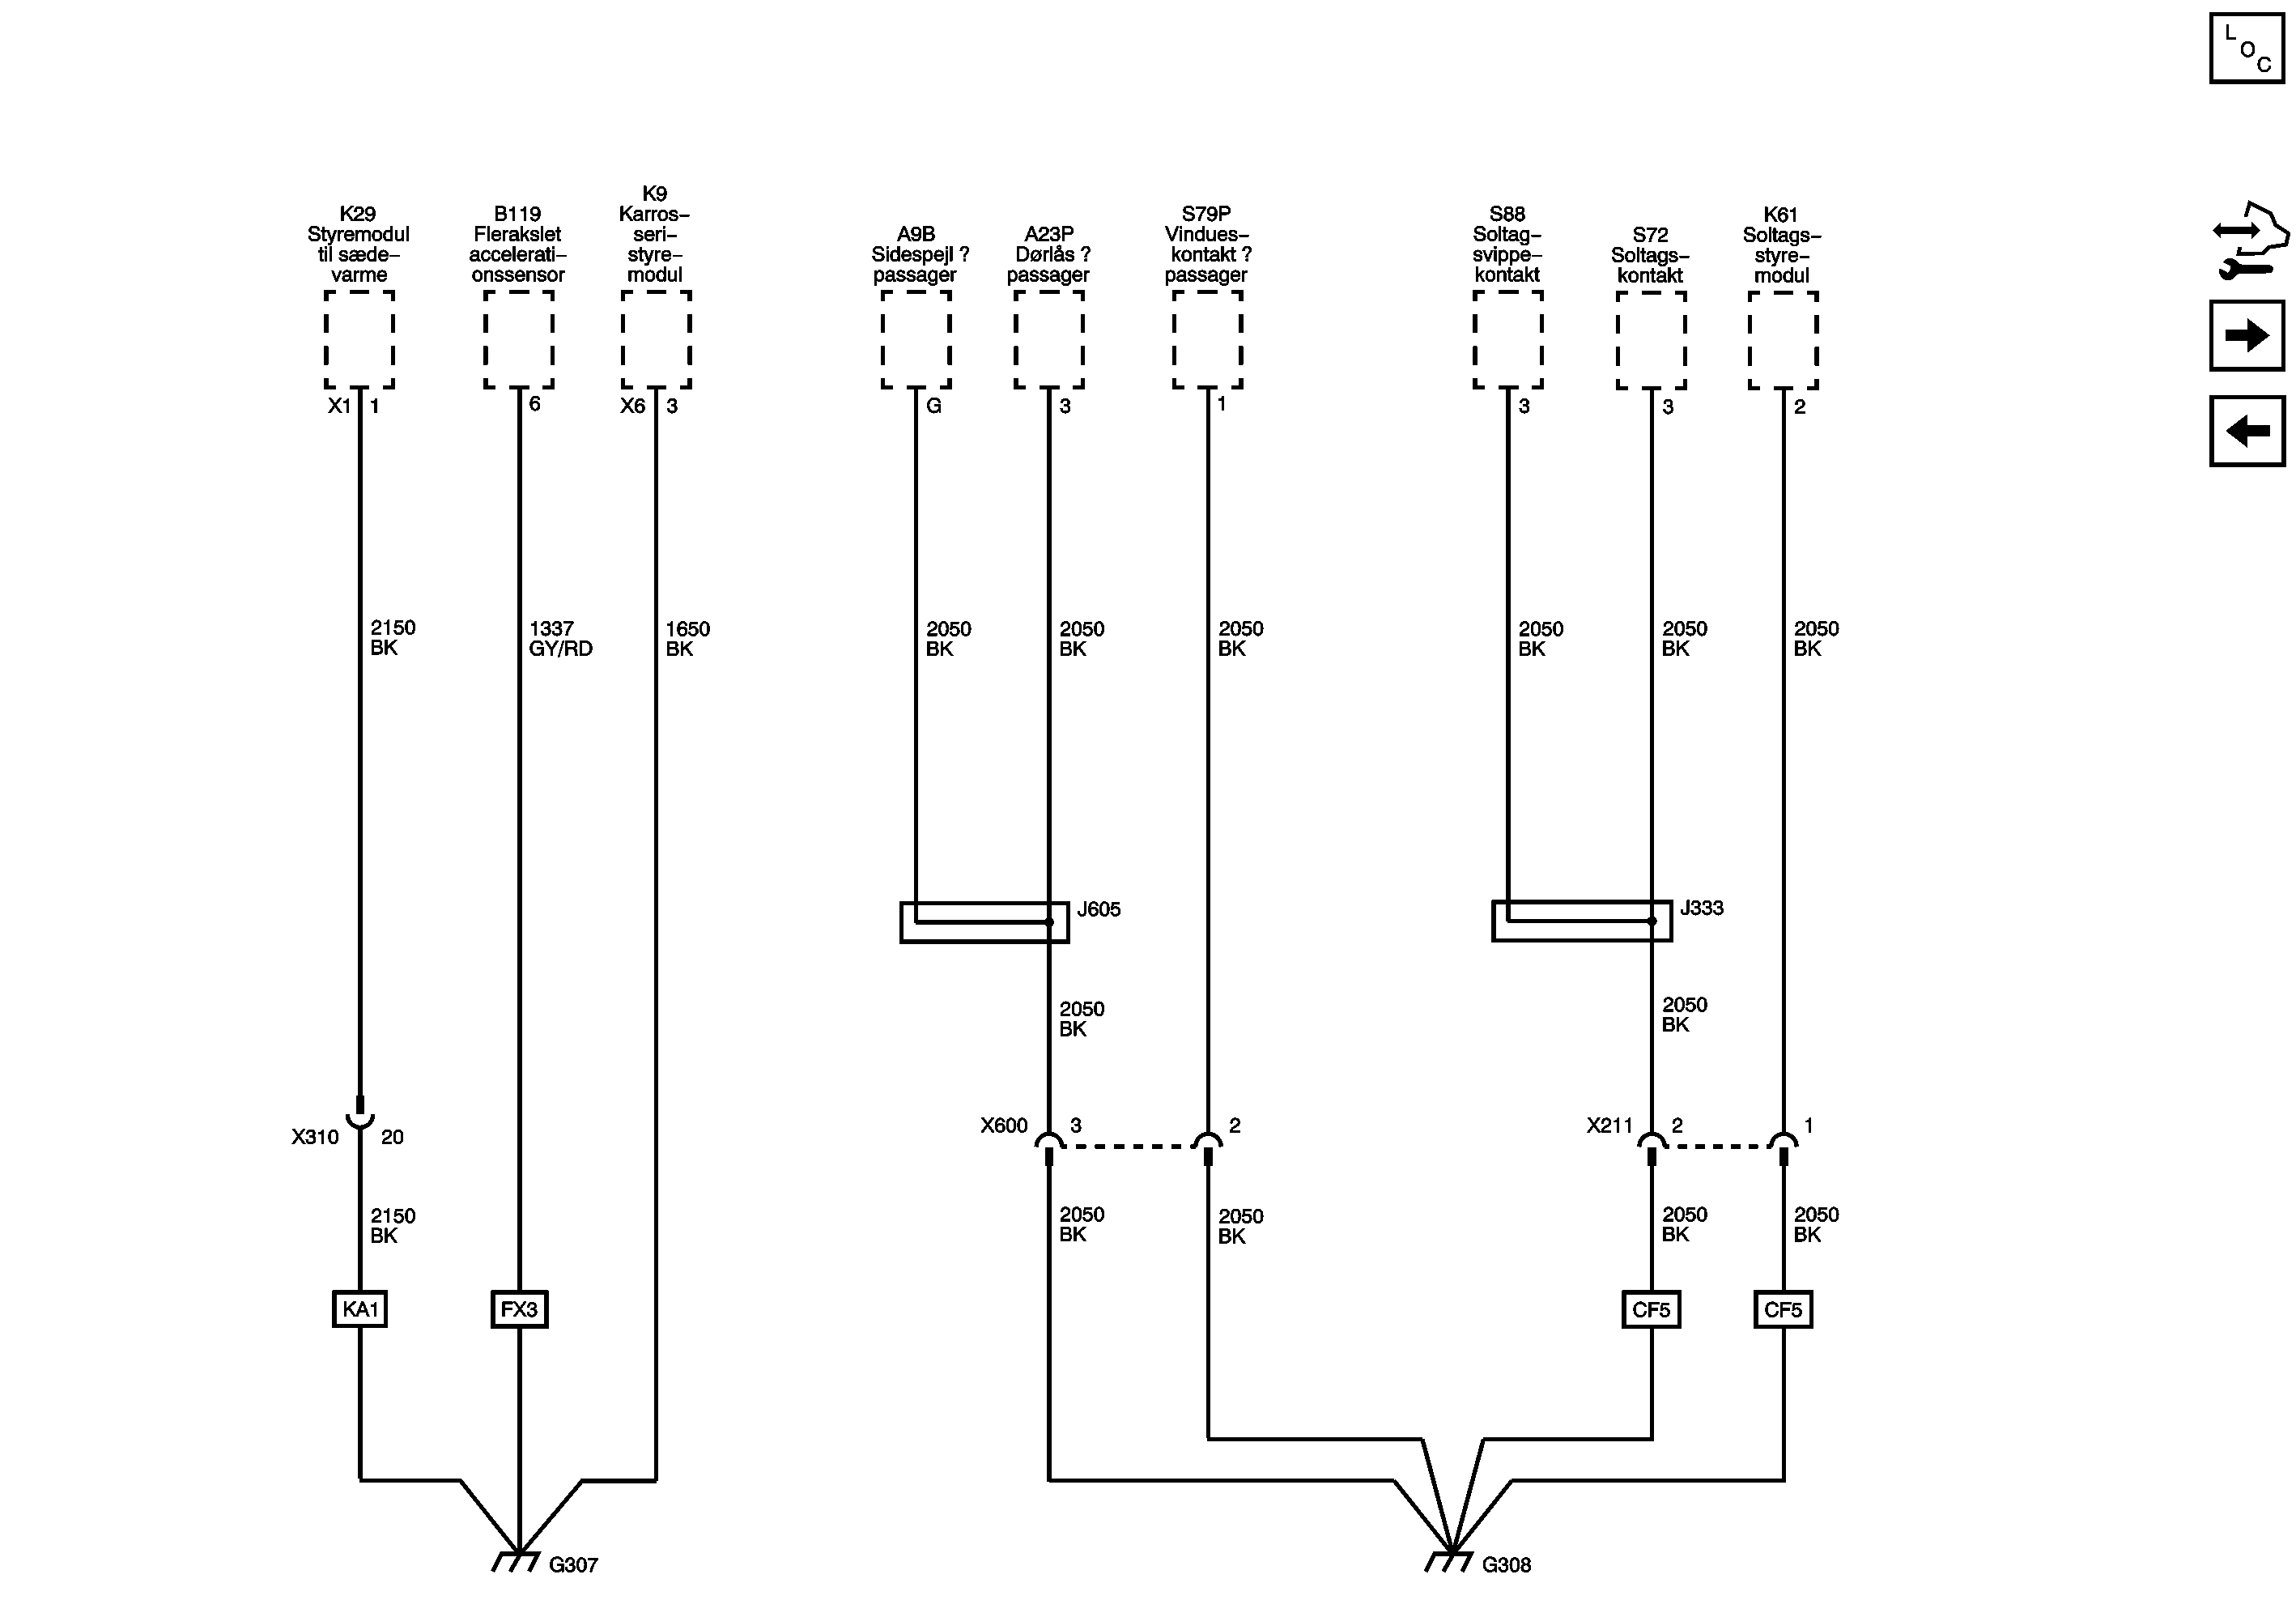 L
O
C
K29
Styremodul
til sæde–
varme
B119
Flerakslet
accelerati–
onssensor
K9
Karros–
seri–
styre–
modul
A9B
Sidespejl ?
passager
A23P
Dørlås ?
passager
S79P
Vindues–
kontakt ?
passager
S88
Soltag–
svippe–
kontakt
S72
Soltags–
kontakt
K61
Soltags–
styre–
modul
X1 1
6
X6 3
G
3
1
3
3
2
2150
BK
1337
GY/RD
1650
BK
2050
BK
2050
BK
2050
BK
2050
BK
2050
BK
2050
BK
J605
J333
2050
BK
2050
BK
X310 20
X600 3
2
X211 2
1
2150
BK
2050
BK
2050
BK
2050
BK
2050
BK
KA1
FX3
CF5
CF5
G307
G308